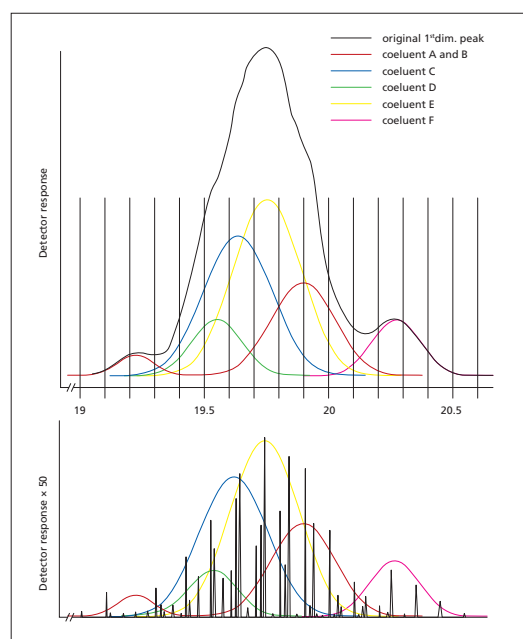 original 1st dim. peak
coeluent A and B
coeluent C
coeluent D
coeluent E
coeluent F
Detector response
19 19.5 20 20.5
Detector response × 50